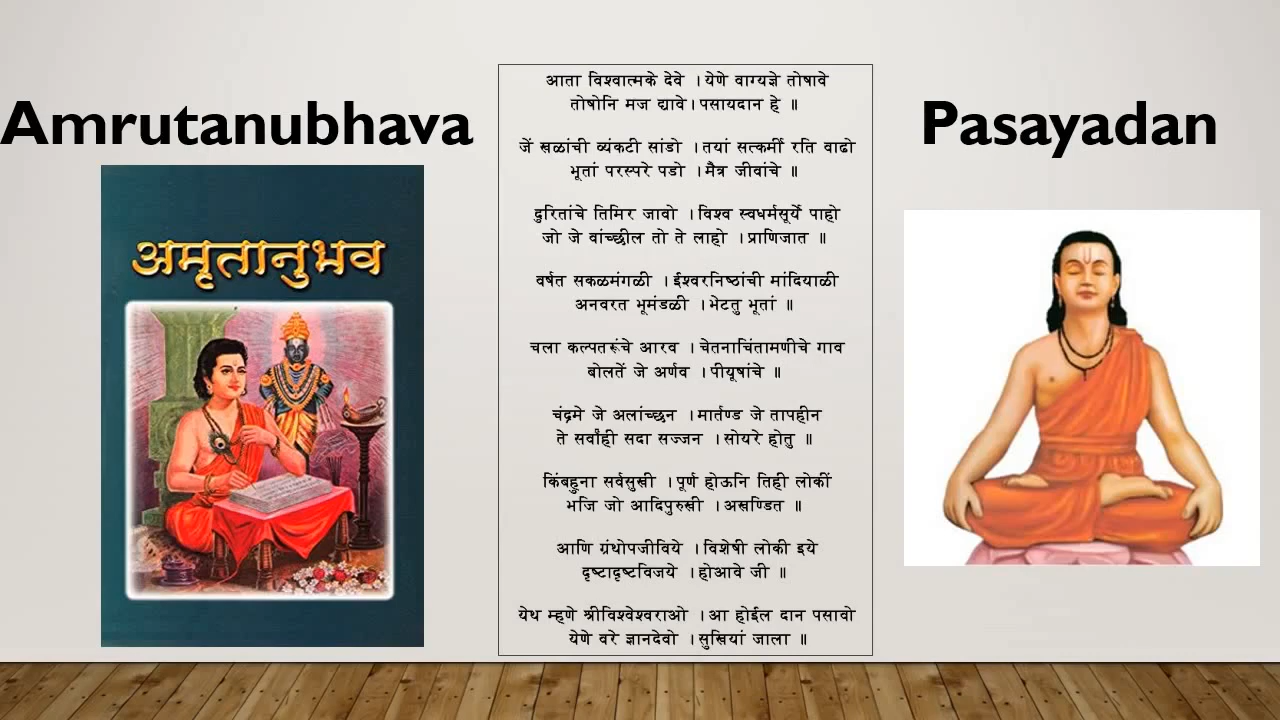 Amrutanubhava
अमृतानुभव
आता विश्वात्मके देवे । येणे वाग्यज्ञे तोषावे
तोषोनि मज द्यावे। पसायदान हे ॥
जें खळांची व्यंकटी सांडो । तयां सत्कर्मीं रति वाढो
भूतां परस्परे पडो । मैत्र जीवांचे ॥
दुरितांचे तिमिर जावो । विश्व स्वधर्मसूर्यें पाहो
जो जे वांच्छील तो ते लाहो । प्राणिजात ॥
वर्षत सकळमंगळी । ईश्वरनिष्ठांची मांदियाळी
अनवरत भूमंडळी । भेटतु भूतां ॥
चला कल्पतरूंचे आरव । चेतनाचिंतामणीचे गाव
बोलतें जे अर्णव । पीयूषांचे ॥
चंद्रमे जे अलांच्छन । मार्तण्ड जे तापहीन
ते सर्वांही सदा सज्जन । सोयरे होतु ॥
किंबहुना सर्वसुखी । पूर्ण होऊनि तिही लोकीं
भजि जो आदिपुरुखी । अखण्डित ॥
आणि ग्रंथोपजीविये । विशेषी लोकी इये
दृष्टादृष्टविजये । होआवे जी ॥
येथ म्हणे श्रीविश्वेश्वराओ । आ होईल दान पसावो
येणे वरे ज्ञानदेवो । सुखियां जाला ॥
Pasayadan